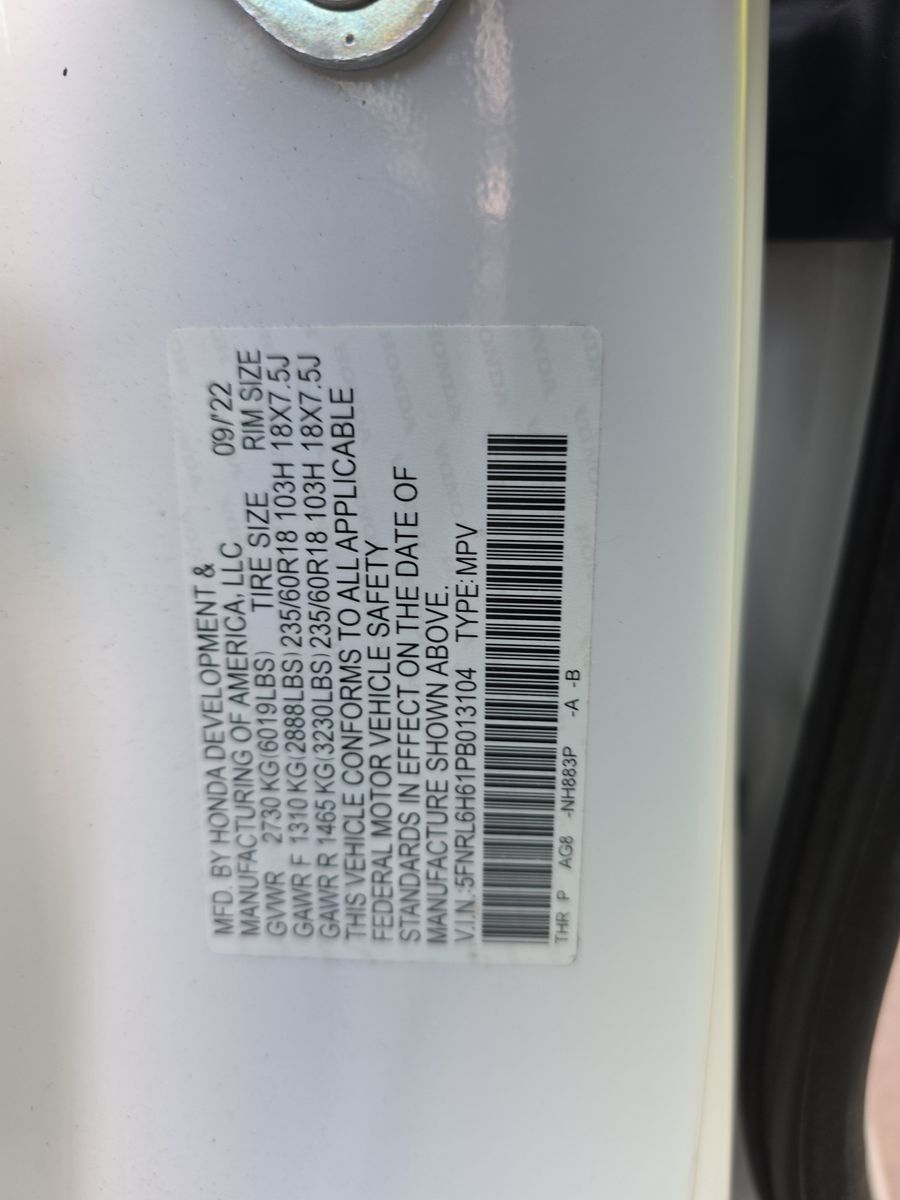 MFD. BY HONDA DEVELOPMENT &
MANUFACTURING OF AMERICA, LLC 09/'22
GVWR 2730 KG(6019LBS) TIRE SIZE RIM SIZE
GAWR F 1310 KG(2888LBS) 235/60R18 103H 18X7.5J
GAWR R 1465 KG(3230LBS) 235/60R18 103H 18X7.5J
THIS VEHICLE CONFORMS TO ALL APPLICABLE
FEDERAL MOTOR VEHICLE SAFETY
STANDARDS IN EFFECT ON THE DATE OF
MANUFACTURE SHOWN ABOVE.
V.I.N.:5FNRL6H61PB013104 TYPE:MPV
THR P AG8 -NH883P -A -B